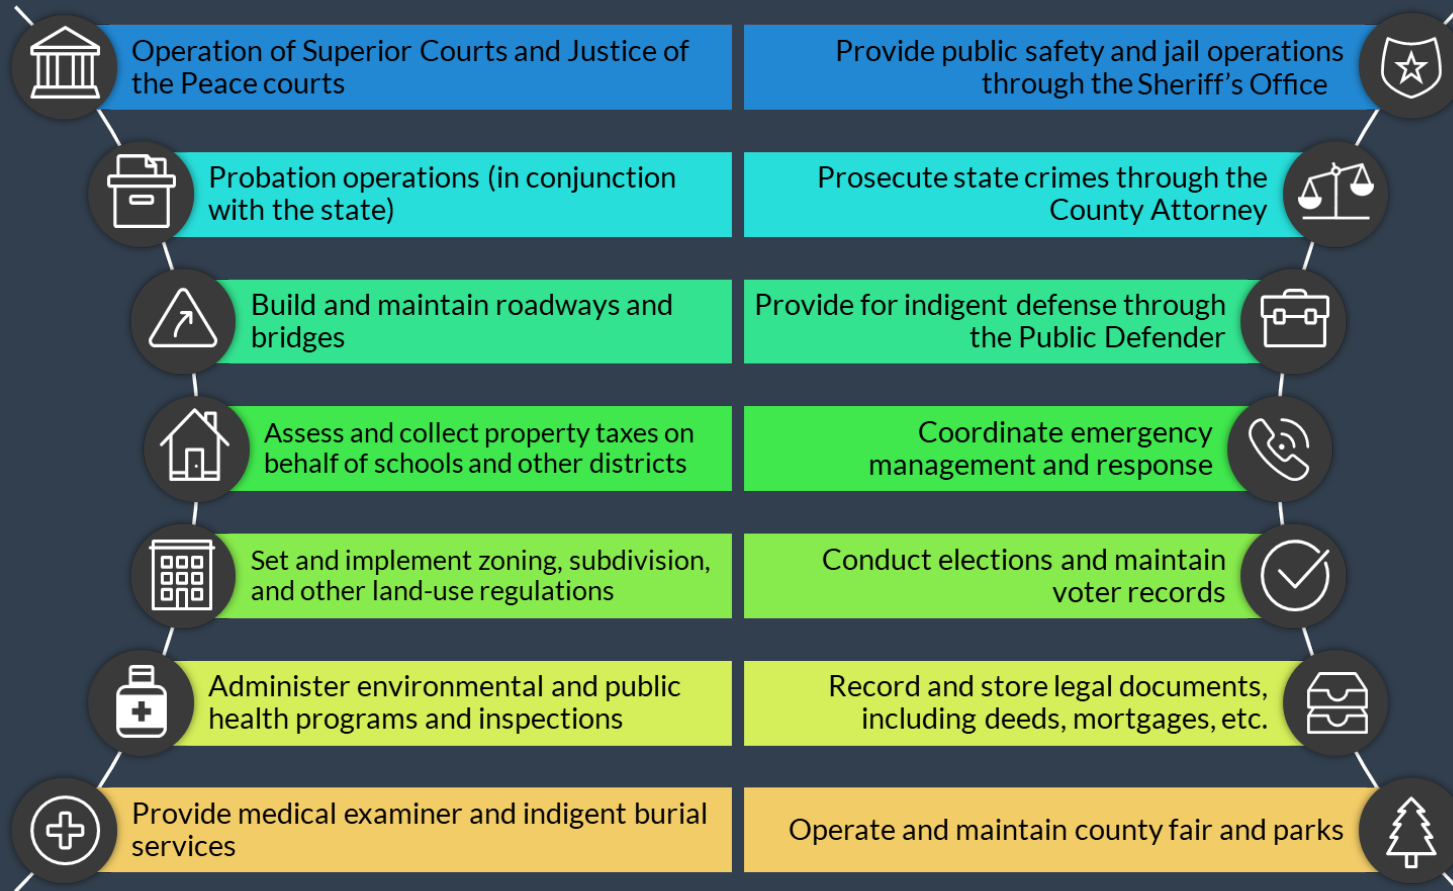 Operation of Superior Courts and Justice of
the Peace courts
Provide public safety and jail operations
through the Sheriff's Office
Probation operations (in conjunction
with the state)
Prosecute state crimes through the
County Attorney
Build and maintain roadways and
bridges
Provide for indigent defense through
the Public Defender
Assess and collect property taxes on
behalf of schools and other districts
Coordinate emergency
management and response
Set and implement zoning, subdivision,
and other land-use regulations
Conduct elections and maintain
voter records
Administer environmental and public
health programs and inspections
Record and store legal documents,
including deeds, mortgages, etc.
Provide medical examiner and indigent burial
services
Operate and maintain county fair and parks